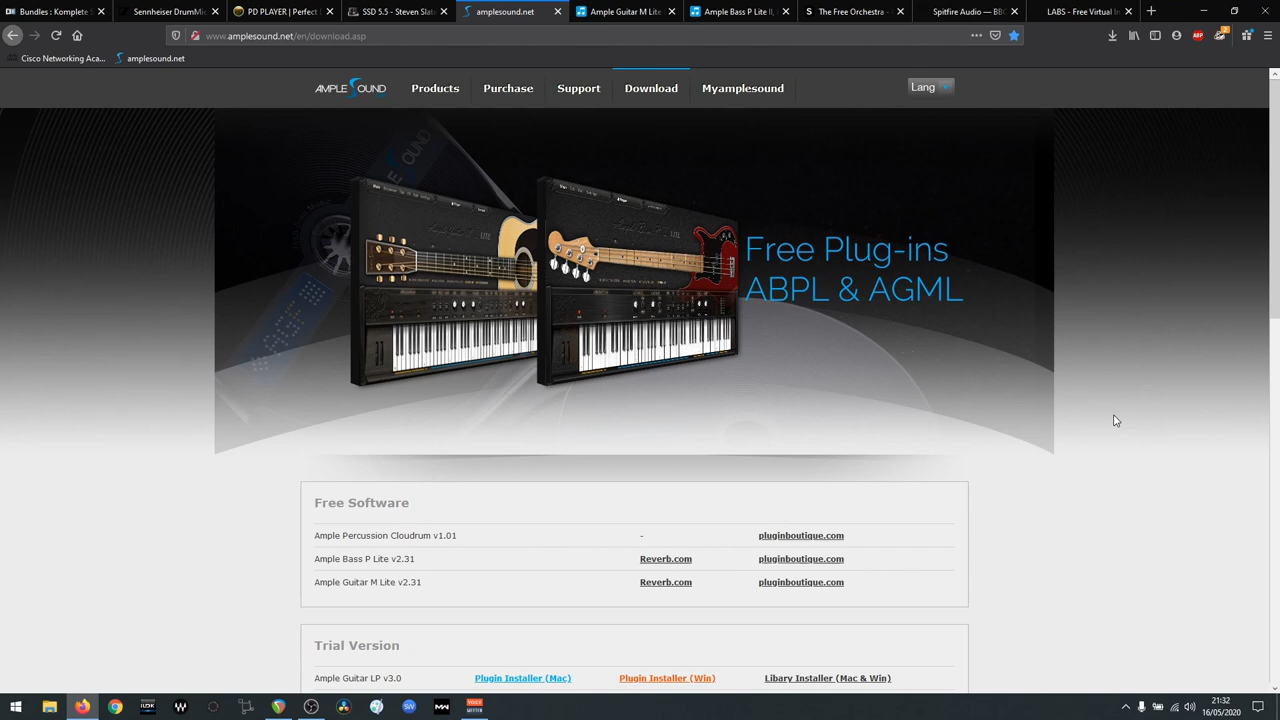 Bundles : Komplete S
Sennheiser DrumMic
PD PLAYER | Perfect
SSD 5.5 - Steven Slat
amplesound.net
Ample Guitar M Lite
Ample Bass P Lite II,
The Free Orchestra -
Spitfire Audio — BBC
LABS - Free Virtual In
www.amplesound.net/en/download.asp
Cisco Networking Aca...
amplesound.net
AMPLE SOUND
Products
Purchase
Support
Download
Myamplesound
Lang
Free Plug-ins
ABPL & AGML
Free Software
Ample Percussion Cloudrum v1.01 - pluginboutique.com
Ample Bass P Lite v2.31 Reverb.com pluginboutique.com
Ample Guitar M Lite v2.31 Reverb.com pluginboutique.com
Trial Version
Ample Guitar LP v3.0 Plugin Installer (Mac) Plugin Installer (Win) Libary Installer (Mac & Win)
21:32
16/05/2020